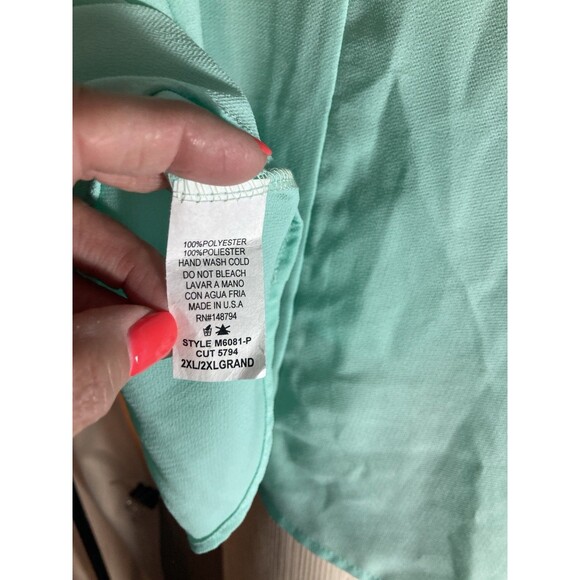 100%POLYESTER
100%POLIESTER
HAND WASH COLD
DO NOT BLEACH
LAVAR A MANO
CON AGUA FRIA
MADE IN U.S.A
RN#148794
STYLE M6081-P
CUT 5794
2XL/2XLGRAND